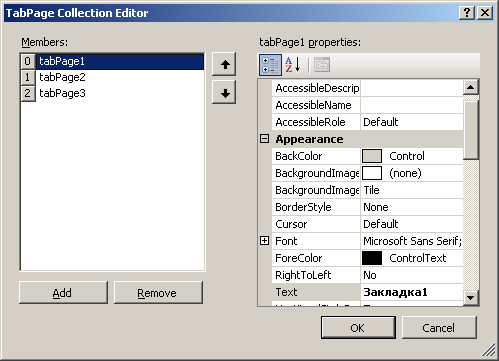 TabPage Collection Editor
Members:
0 tabPage1
1 tabPage2
2 tabPage3
Add Remove
tabPage1 properties:
AccessibleDescrip
AccessibleName
AccessibleRole Default
Appearance
BackColor Control
BackgroundImage (none)
BackgroundImage Tile
BorderStyle None
Cursor Default
Font Microsoft Sans Serif;
ForeColor ControlText
RightToLeft No
Text Закладка1
OK Cancel